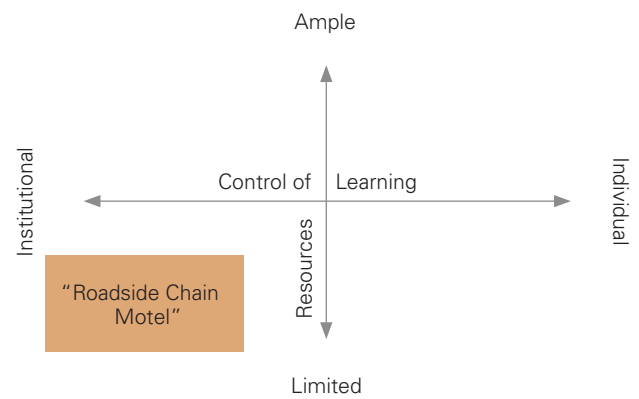 Ample
Institutional
Control of Learning
Individual
Resources
“Roadside Chain
Motel”
Limited